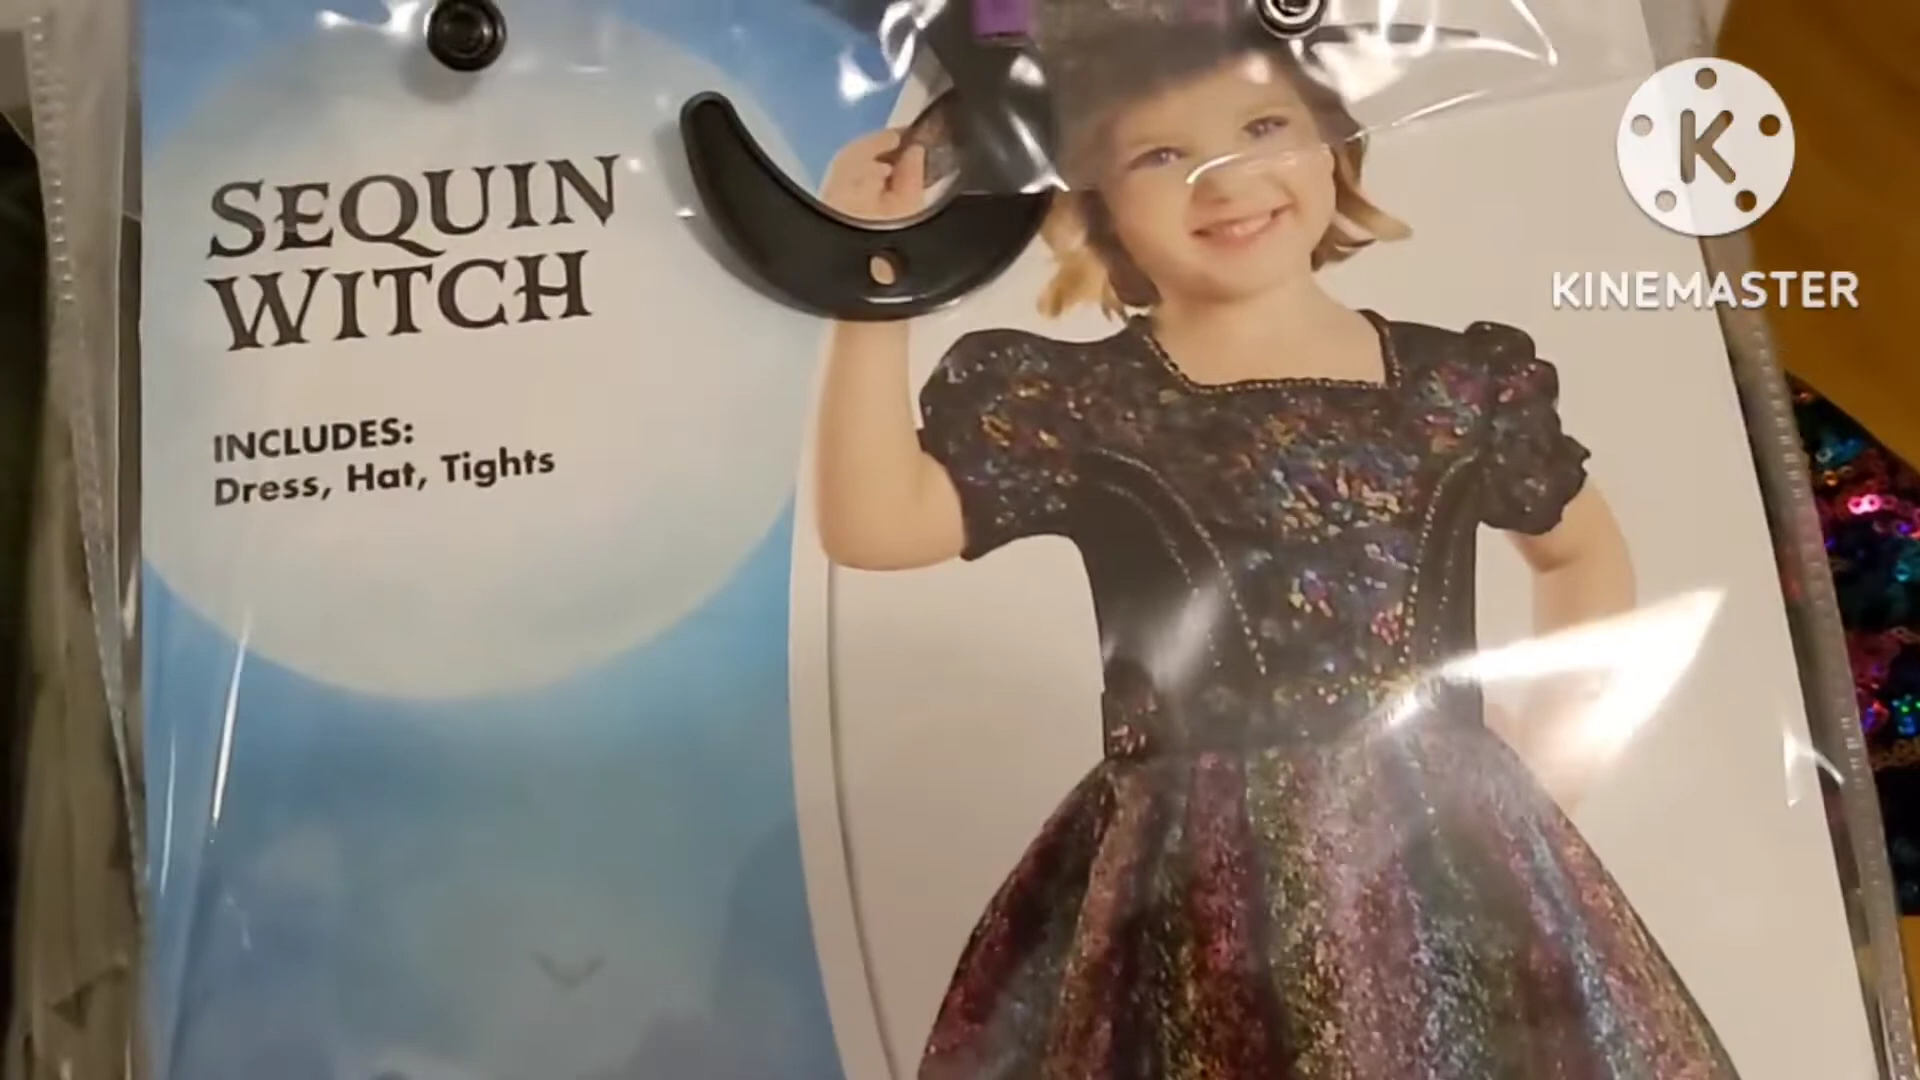 SEQUIN
WITCH
INCLUDES:
Dress, Hat, Tights
K
KINEMASTER